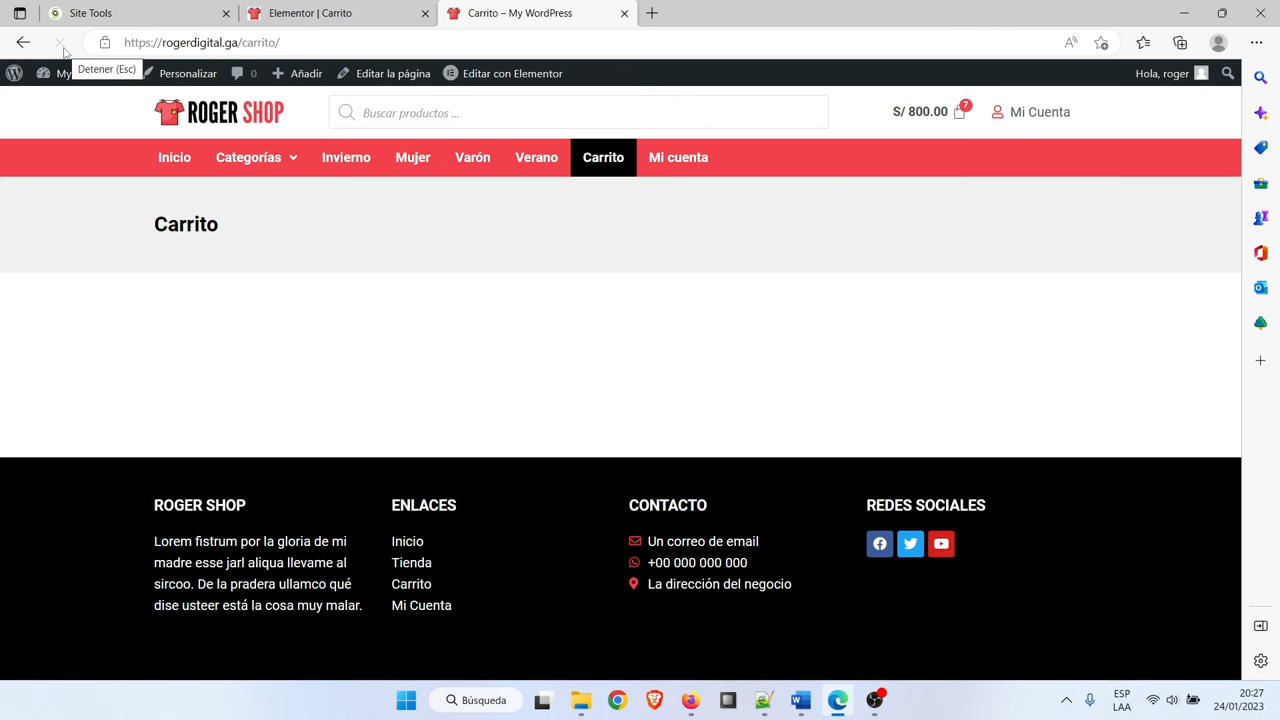 Site Tools
Elementor | Carrito
Carrito – My WordPress
https://rogerdigital.ga/carrito/
Detener (Esc)
My
Personalizar
0
Añadir
Editar la página
Editar con Elementor
Hola, roger
ROGER SHOP
Buscar productos ...
S/ 800.00
7
Mi Cuenta
Inicio
Categorías
Invierno
Mujer
Varón
Verano
Carrito
Mi cuenta
Carrito
ROGER SHOP
Lorem fistrum por la gloria de mi
madre esse jarl aliqua llevame al
sircoo. De la pradera ullamco qué
dise usteer está la cosa muy malar.
ENLACES
Inicio
Tienda
Carrito
Mi Cuenta
CONTACTO
Un correo de email
+00 000 000 000
La dirección del negocio
REDES SOCIALES
Búsqueda
ESP
LAA
20:27
24/01/2023